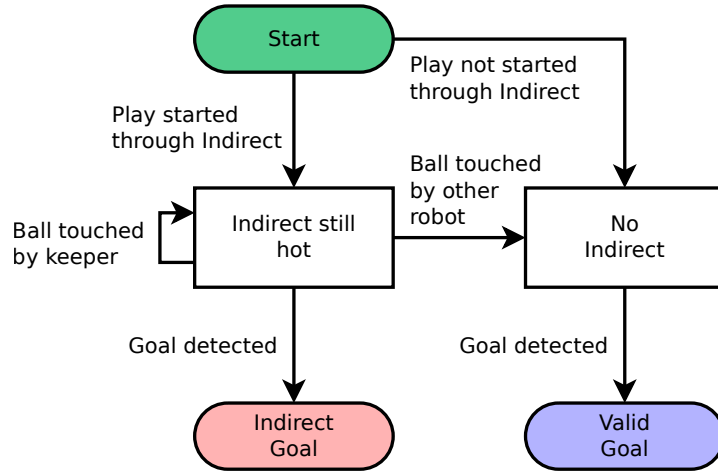 Start
Play not started
through Indirect
Play started
through Indirect
Ball touched
by other
robot
Ball touched
by keeper
Indirect still
hot
No
Indirect
Goal detected
Goal detected
Indirect
Goal
Valid
Goal